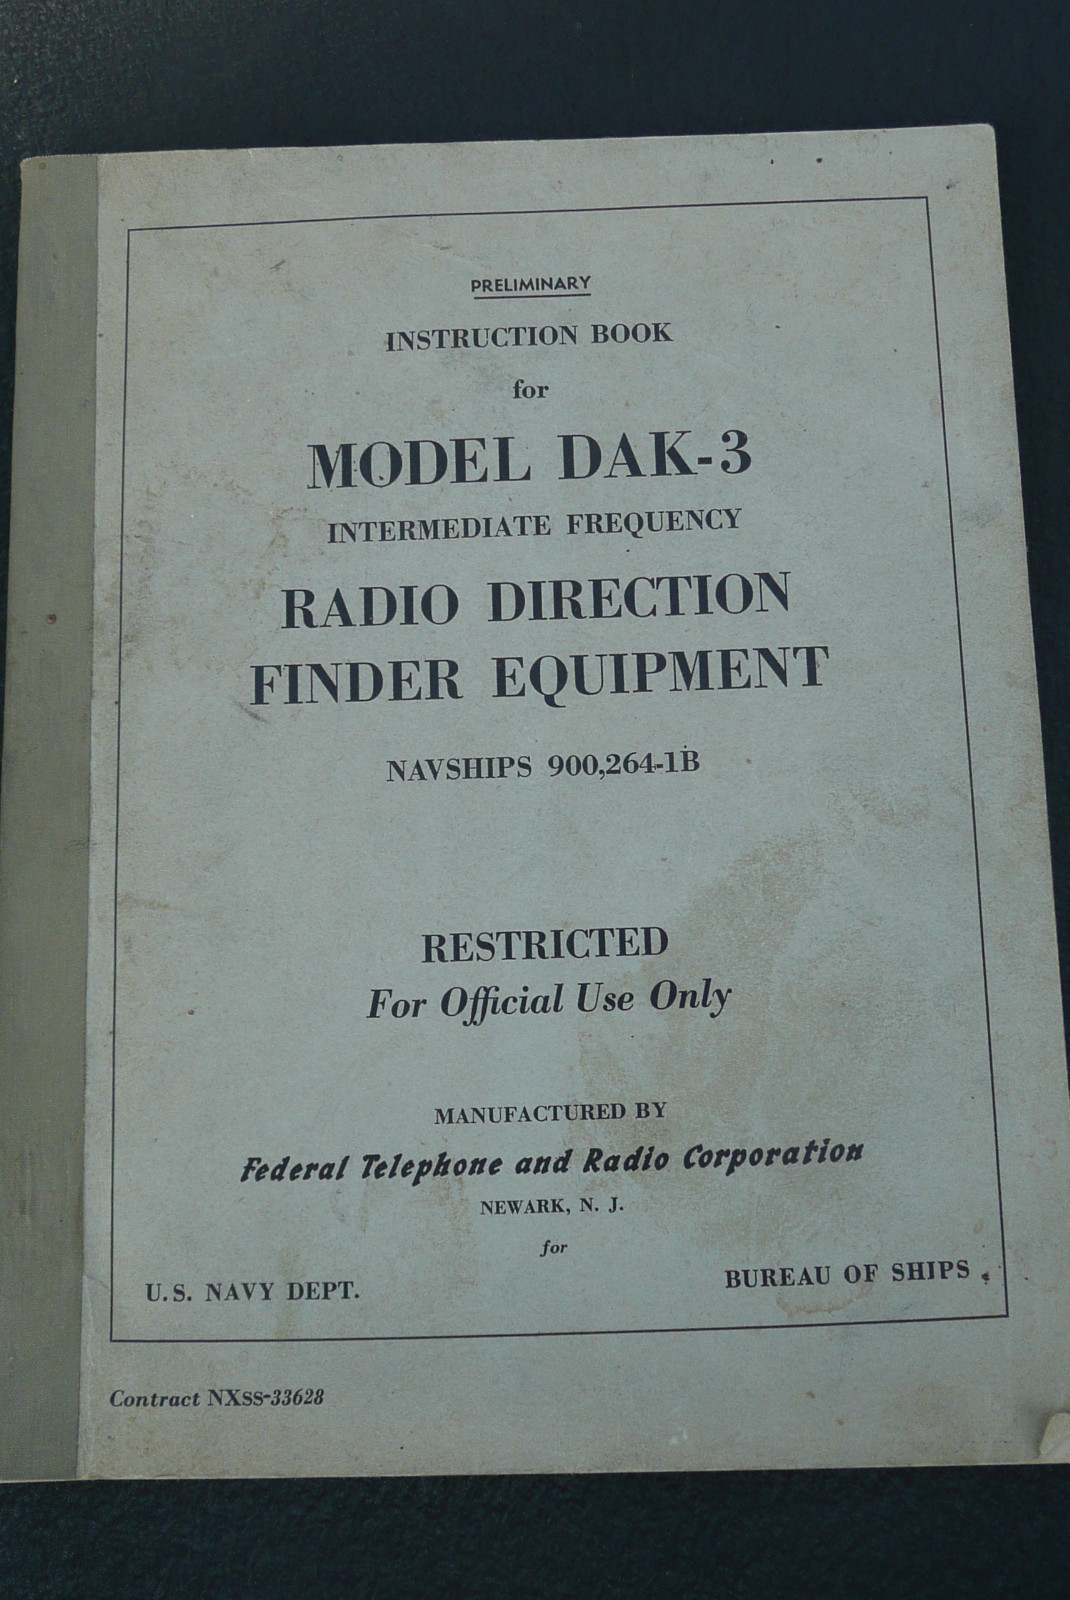 PRELIMINARY
INSTRUCTION BOOK
for
MODEL DAK-3
INTERMEDIATE FREQUENCY
RADIO DIRECTION
FINDER EQUIPMENT
NAVSHIPS 900,264-1B
RESTRICTED
For Official Use Only
MANUFACTURED BY
Federal Telephone and Radio Corporation
NEWARK, N. J.
for
U.S. NAVY DEPT.
BUREAU OF SHIPS
Contract NXSS-33628